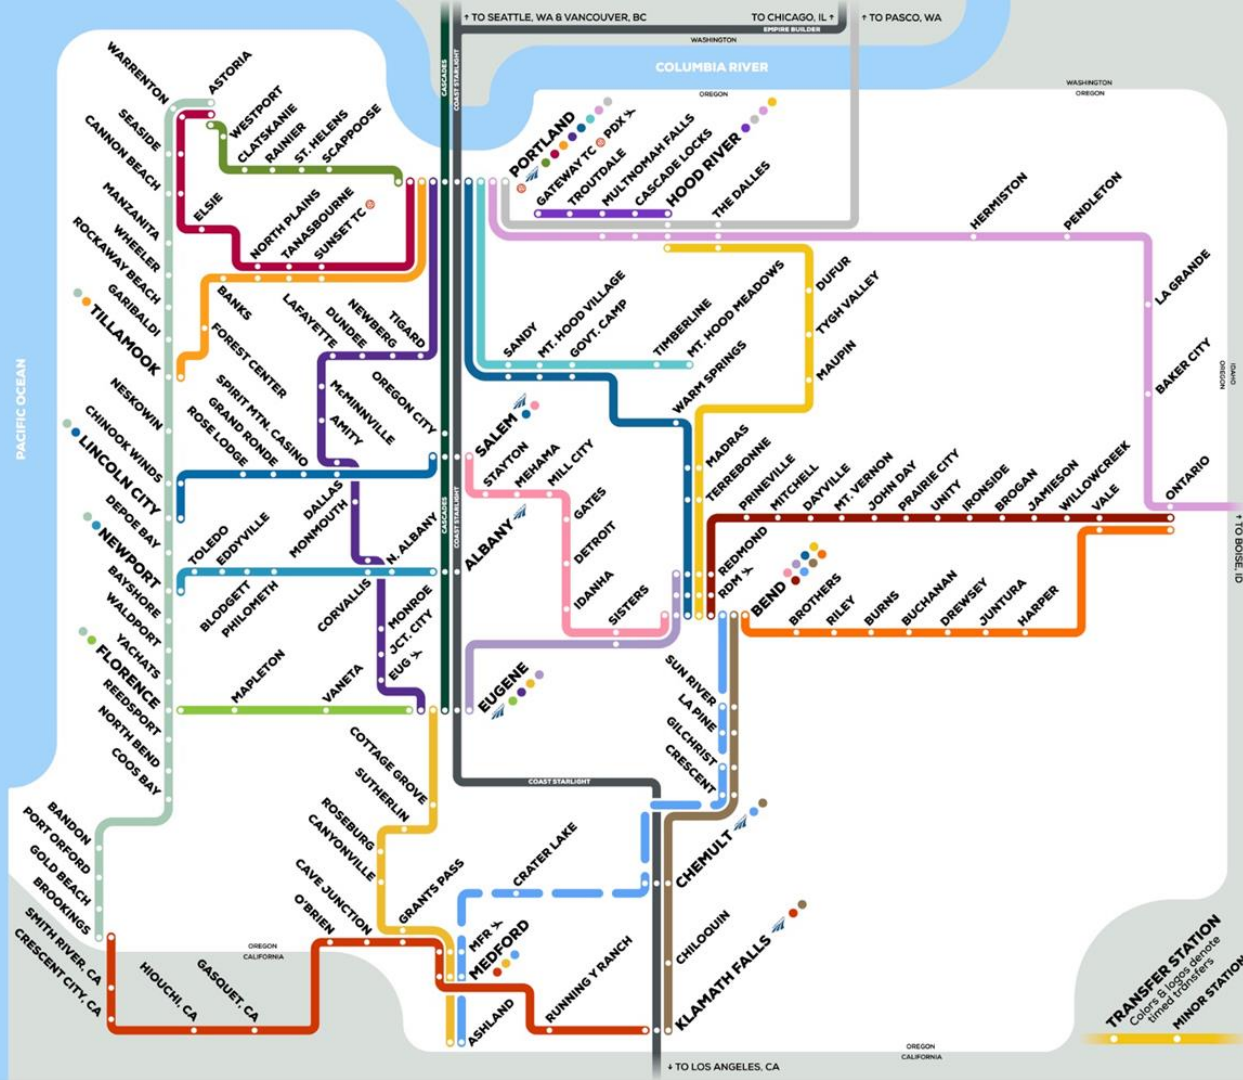 ↑ TO SEATTLE, WA & VANCOUVER, BC
TO CHICAGO, IL ↑
↑ TO PASCO, WA
EMPIRE BUILDER
WASHINGTON
COLUMBIA RIVER
OREGON
WASHINGTON
OREGON
CASCADES
COAST STARLIGHT
PACIFIC OCEAN
WARRENTON
ASTORIA
SEASIDE
CANNON BEACH
MANZANITA
WHEELER
ROCKAWAY BEACH
GARIBALDI
TILLAMOOK
NESKOWIN
CHINOOK WINDS
LINCOLN CITY
DEPOE BAY
NEWPORT
BAYSHORE
WALDPORT
YACHATS
FLORENCE
REEDSPORT
NORTH BEND
COOS BAY
BANDON
PORT ORFORD
GOLD BEACH
BROOKINGS
SMITH RIVER, CA
CRESCENT CITY, CA
HIOUCHI, CA
GASQUET, CA
O'BRIEN
CAVE JUNCTION
GRANTS PASS
WESTPORT
CLATSKANIE
RAINIER
ST. HELENS
SCAPPOOSE
ELSIE
NORTH PLAINS
TANASBOURNE
SUNSET TC
BANKS
FOREST CENTER
LAFAYETTE
DUNDEE
NEWBERG
TIGARD
McMINNVILLE
AMITY
OREGON CITY
SPIRIT MTN. CASINO
GRAND RONDE
ROSE LODGE
DALLAS
MONMOUTH
TOLEDO
EDDYVILLE
BLODGETT
PHILOMETH
CORVALLIS
N. ALBANY
MONROE
JCT. CITY
EUG
MAPLETON
VANETA
PORTLAND
GATEWAY TC
PDX
TROUTDALE
MULTNOMAH FALLS
CASCADE LOCKS
HOOD RIVER
THE DALLES
HERMISTON
PENDLETON
LA GRANDE
BAKER CITY
ONTARIO
IDAHO
OREGON
↑ TO BOISE, ID
DUFUR
TYGH VALLEY
MAUPIN
SANDY
MT. HOOD VILLAGE
GOVT. CAMP
TIMBERLINE
MT. HOOD MEADOWS
WARM SPRINGS
MADRAS
TERREBONNE
PRINEVILLE
MITCHELL
DAYVILLE
MT. VERNON
JOHN DAY
PRAIRIE CITY
UNITY
IRONSIDE
BROGAN
JAMIESON
WILLOWCREEK
VALE
SALEM
STAYTON
MEHAMA
MILL CITY
GATES
DETROIT
IDANHA
SISTERS
CASCADES
COAST STARLIGHT
ALBANY
REDMOND
RDM
BEND
BROTHERS
RILEY
BURNS
BUCHANAN
DREWSEY
JUNTURA
HARPER
EUGENE
SUN RIVER
LA PINE
GILCHRIST
CRESCENT
COAST STARLIGHT
CHEMULT
COTTAGE GROVE
SUTHERLIN
ROSEBURG
CANYONVILLE
CRATER LAKE
MFR
MEDFORD
ASHLAND
RUNNING Y RANCH
CHILOQUIN
KLAMATH FALLS
OREGON
CALIFORNIA
OREGON
CALIFORNIA
↓ TO LOS ANGELES, CA
TRANSFER STATION
Colors & logos denote
timed transfers
MINOR STATION